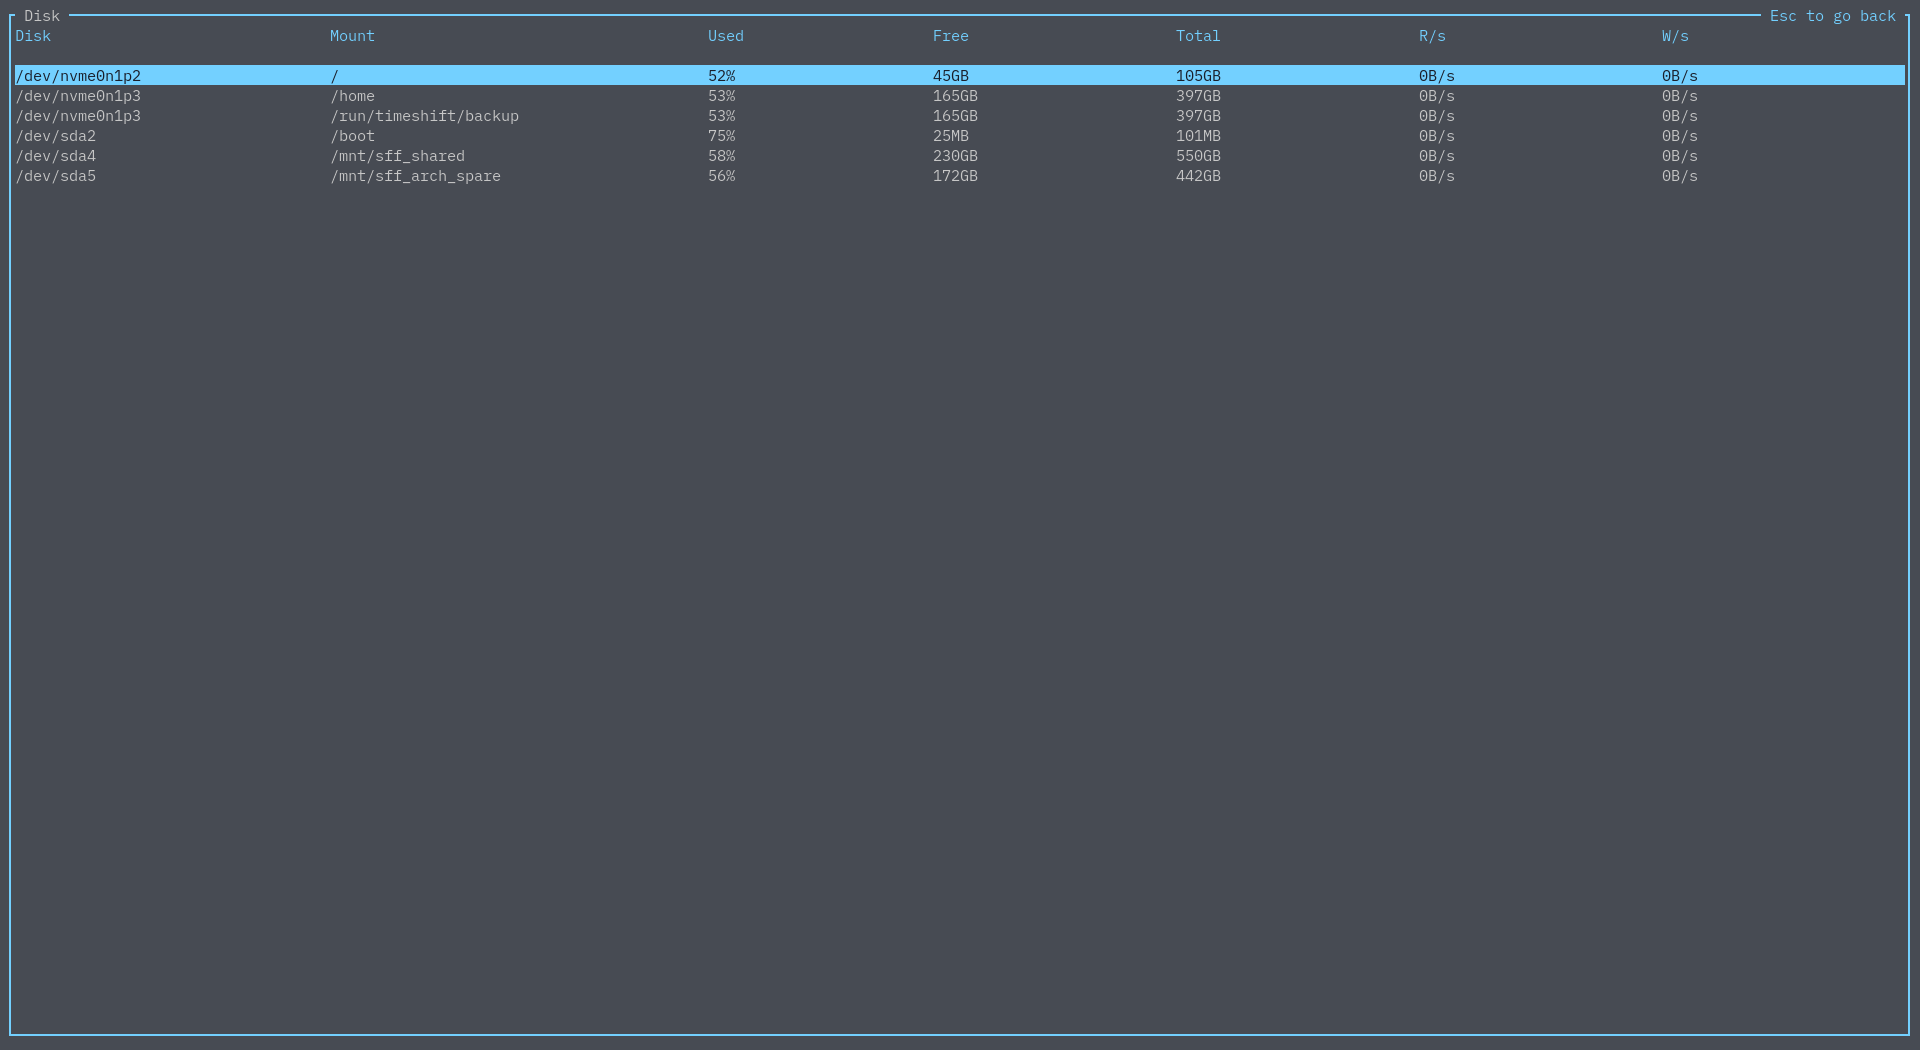 Disk Esc to go back
Disk Mount Used Free Total R/s W/s
/dev/nvme0n1p2 / 52% 45GB 105GB 0B/s 0B/s
/dev/nvme0n1p3 /home 53% 165GB 397GB 0B/s 0B/s
/dev/nvme0n1p3 /run/timeshift/backup 53% 165GB 397GB 0B/s 0B/s
/dev/sda2 /boot 75% 25MB 101MB 0B/s 0B/s
/dev/sda4 /mnt/sff_shared 58% 230GB 550GB 0B/s 0B/s
/dev/sda5 /mnt/sff_arch_spare 56% 172GB 442GB 0B/s 0B/s